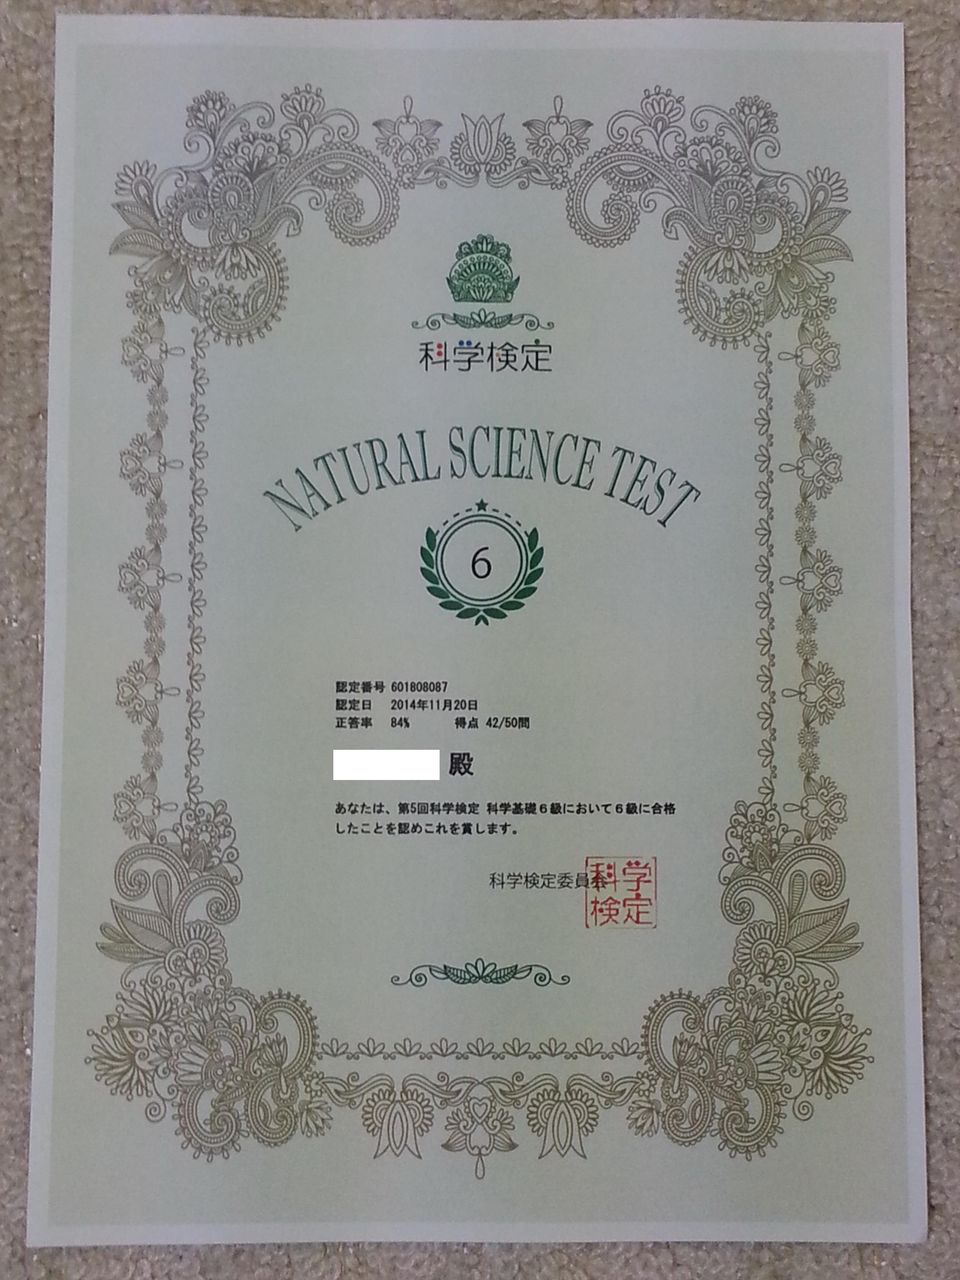 科学検定
NATURAL SCIENCE TEST
6
認定番号 601808087
認定日 2014年11月20日
正答率 84% 得点 42/50問
殿
あなたは、第5回科学検定 科学基礎６級において６級に合格
したことを認めこれを賞します。
科学検定委員会
科学
検定